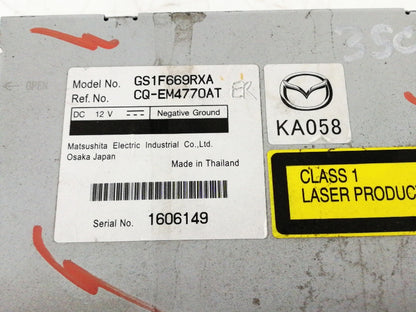 OPEN
Model No. GS1F669RXA
Ref. No. CQ-EM4770AT
ER
DC 12 V Negative Ground
Matsushita Electric Industrial Co.,Ltd.
Osaka Japan
Made in Thailand
Serial No. 1606149
KA058
CLASS 1
LASER PRODUC